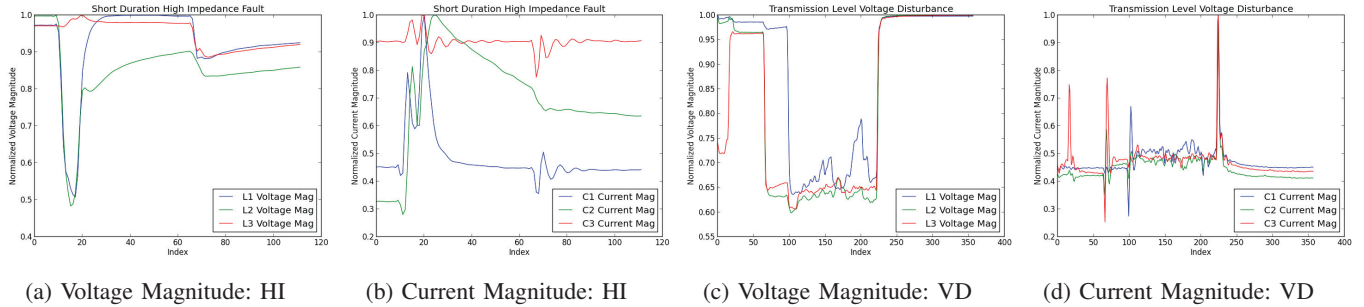 Short Duration High Impedance Fault
Normalized Voltage Magnitude
1.0
0.9
0.8
0.7
0.6
0.5
0.4
0 20 40 60 80 100 120
Index
L1 Voltage Mag
L2 Voltage Mag
L3 Voltage Mag
(a) Voltage Magnitude: HI
Short Duration High Impedance Fault
Normalized Current Magnitude
1.0
0.9
0.8
0.7
0.6
0.5
0.4
0.3
0.2
0 20 40 60 80 100 120
Index
C1 Current Mag
C2 Current Mag
C3 Current Mag
(b) Current Magnitude: HI
Transmission Level Voltage Disturbance
Normalized Voltage Magnitude
1.00
0.95
0.90
0.85
0.80
0.75
0.70
0.65
0.60
0.55
0 50 100 150 200 250 300 350 400
Index
L1 Voltage Mag
L2 Voltage Mag
L3 Voltage Mag
(c) Voltage Magnitude: VD
Transmission Level Voltage Disturbance
Normalized Current Magnitude
1.0
0.9
0.8
0.7
0.6
0.5
0.4
0.3
0.2
0 50 100 150 200 250 300 350 400
Index
C1 Current Mag
C2 Current Mag
C3 Current Mag
(d) Current Magnitude: VD